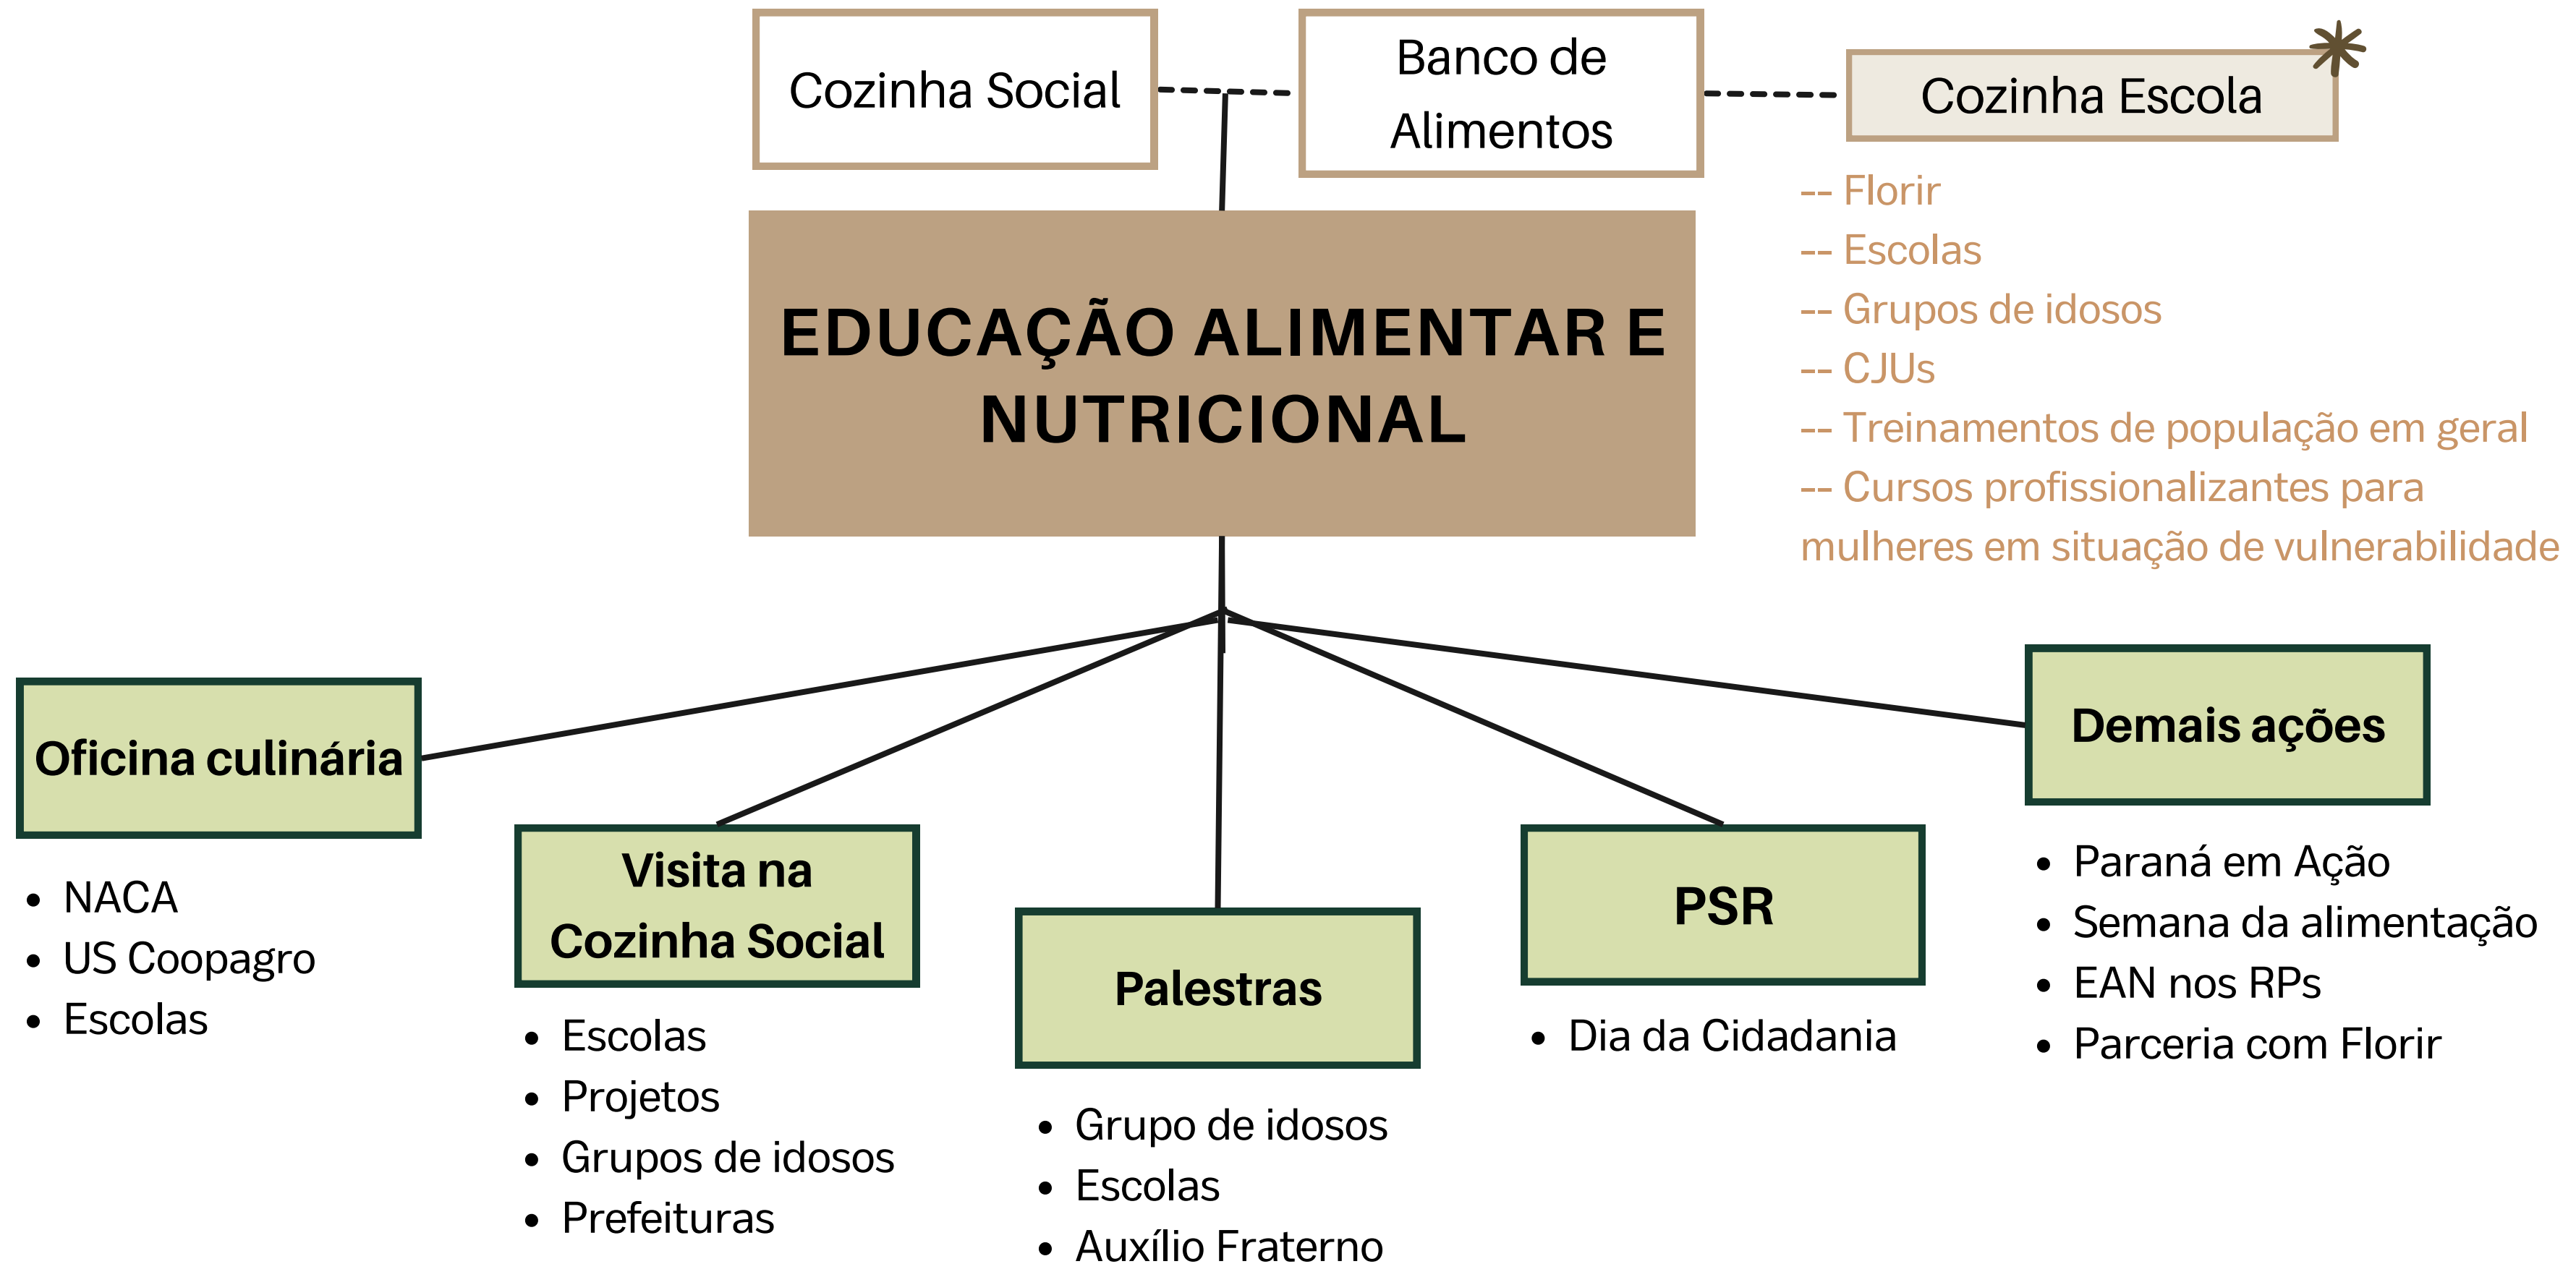 Cozinha Social
Banco de
Alimentos
Cozinha Escola
-- Florir
-- Escolas
-- Grupos de idosos
-- CJUs
-- Treinamentos de população em geral
-- Cursos profissionalizantes para
mulheres em situação de vulnerabilidade
EDUCAÇÃO ALIMENTAR E
NUTRICIONAL
Oficina culinária
• NACA
• US Coopagro
• Escolas
Visita na
Cozinha Social
• Escolas
• Projetos
• Grupos de idosos
• Prefeituras
Palestras
• Grupo de idosos
• Escolas
• Auxílio Fraterno
PSR
• Dia da Cidadania
Demais ações
• Paraná em Ação
• Semana da alimentação
• EAN nos RPs
• Parceria com Florir